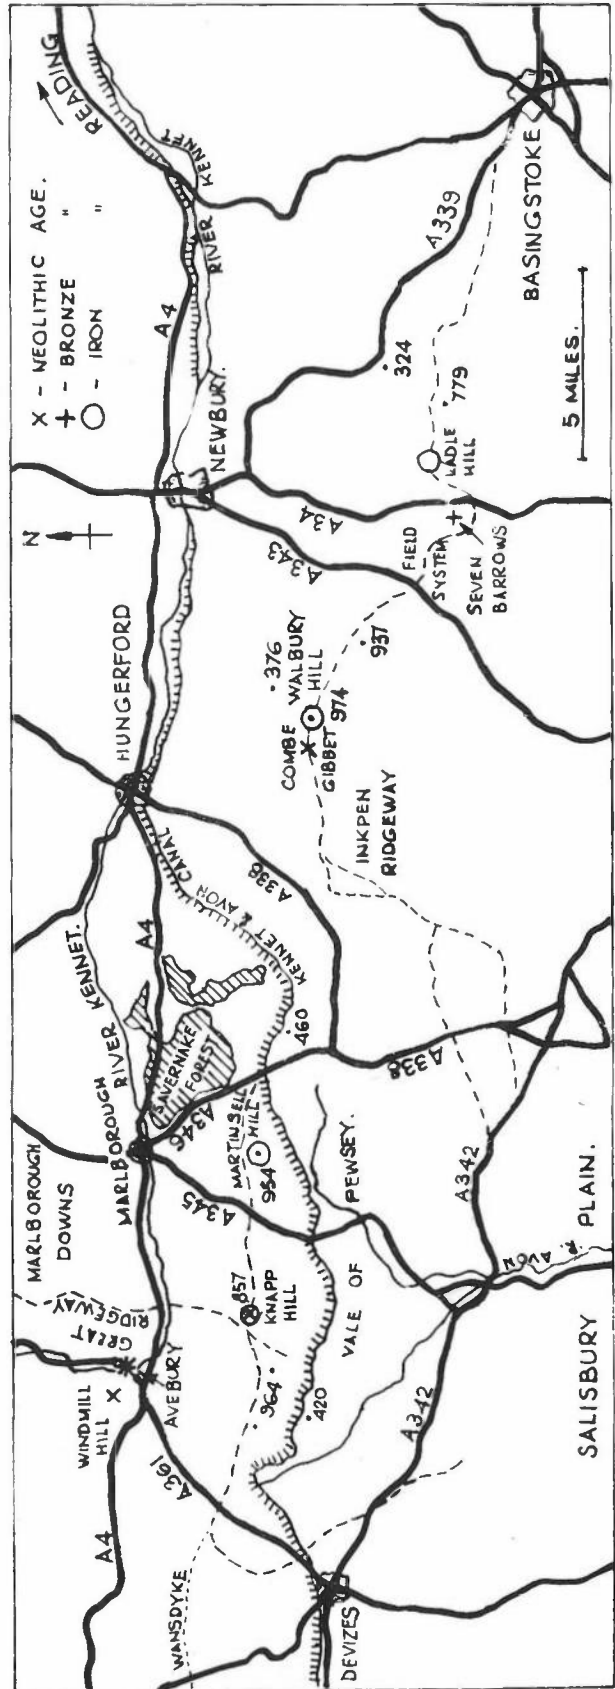 X - NEOLITHIC AGE.
+ - BRONZE "
O - IRON "
READING
RIVER KENNET
A4
N
NEWBURY.
HUNGERFORD
RIVER KENNET.
A4
MARLBOROUGH
MARLBOROUGH
DOWNS
GREAT
RIDGEWAY
WINDMILL
HILL
AVEBURY
A4
A361
WANSDYKE
SAVERNAKE
FOREST
A346
A345
MARTINSELL
HILL
954
857
KNAPP
HILL
964
420
VALE OF
PEWSEY.
460
KENNET & AVON CANAL
A338
A338
COMBE
GIBBET
WALBURY
HILL
376
974
937
INKPEN
RIDGEWAY
A343
A34
FIELD
SYSTEM
SEVEN
BARROWS
LADLE
HILL
779
324
A339
BASINGSTOKE
5 MILES.
A342
A342
R. AVON
SALISBURY PLAIN.
DEVIZES